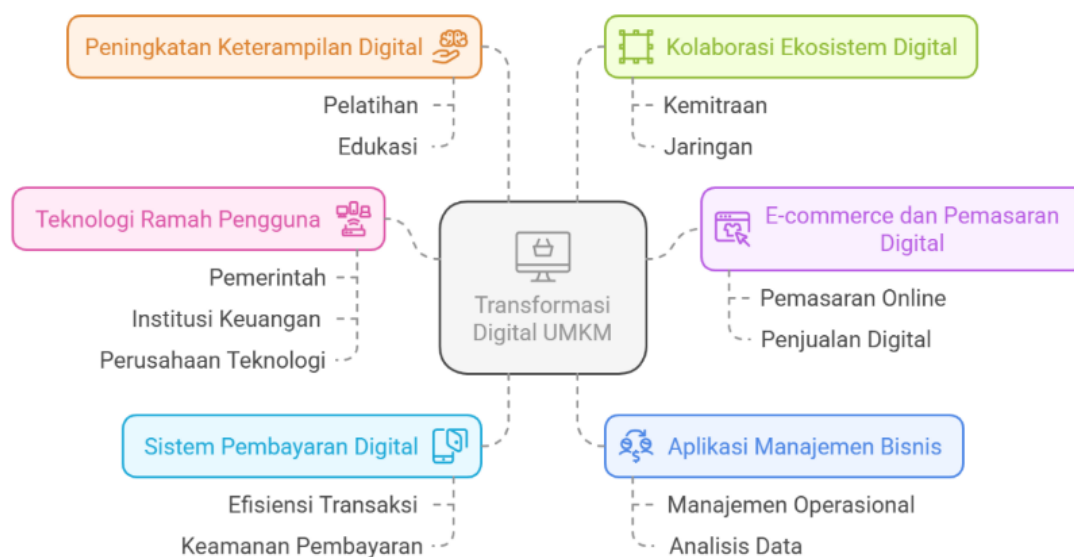 Peningkatan Keterampilan Digital
Pelatihan
Edukasi
Kolaborasi Ekosistem Digital
Kemitraan
Jaringan
Teknologi Ramah Pengguna
Pemerintah
Institusi Keuangan
Perusahaan Teknologi
Transformasi
Digital UMKM
E-commerce dan Pemasaran
Digital
Pemasaran Online
Penjualan Digital
Sistem Pembayaran Digital
Efisiensi Transaksi
Keamanan Pembayaran
Aplikasi Manajemen Bisnis
Manajemen Operasional
Analisis Data